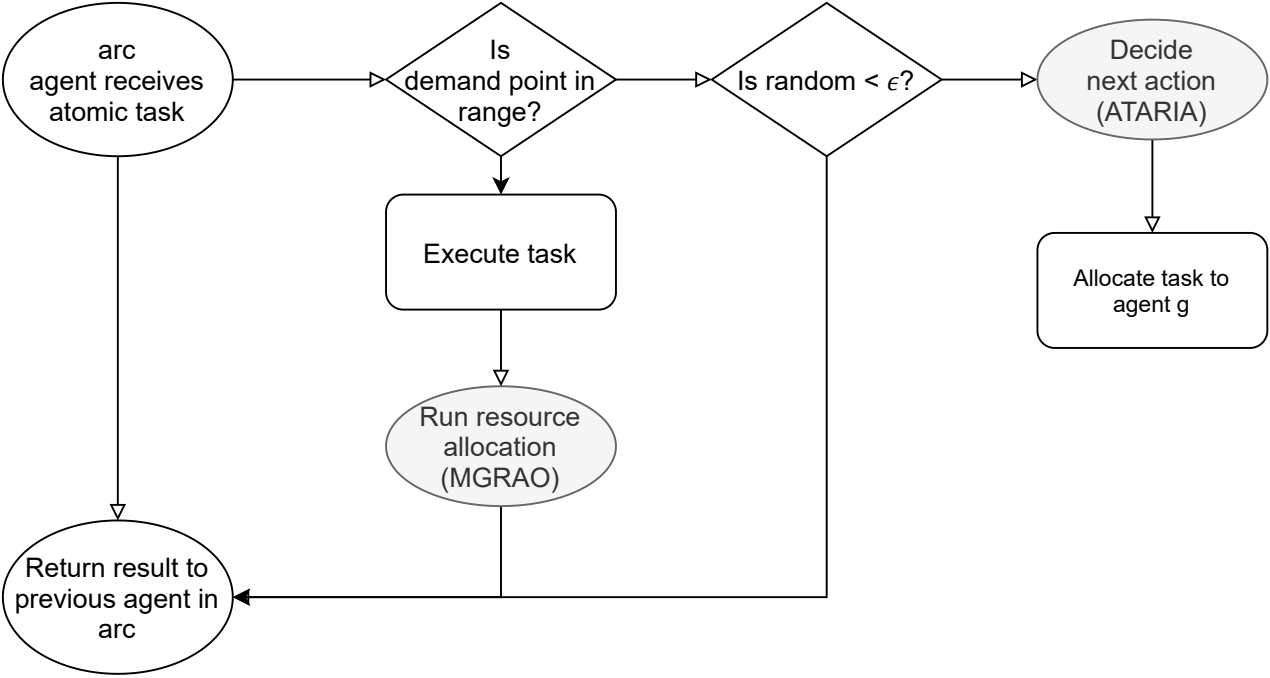 arc
agent receives
atomic task
Is
demand point in
range?
Is random < ϵ?
Decide
next action
(ATARIA)
Execute task
Allocate task to
agent g
Run resource
allocation
(MGRAO)
Return result to
previous agent in
arc